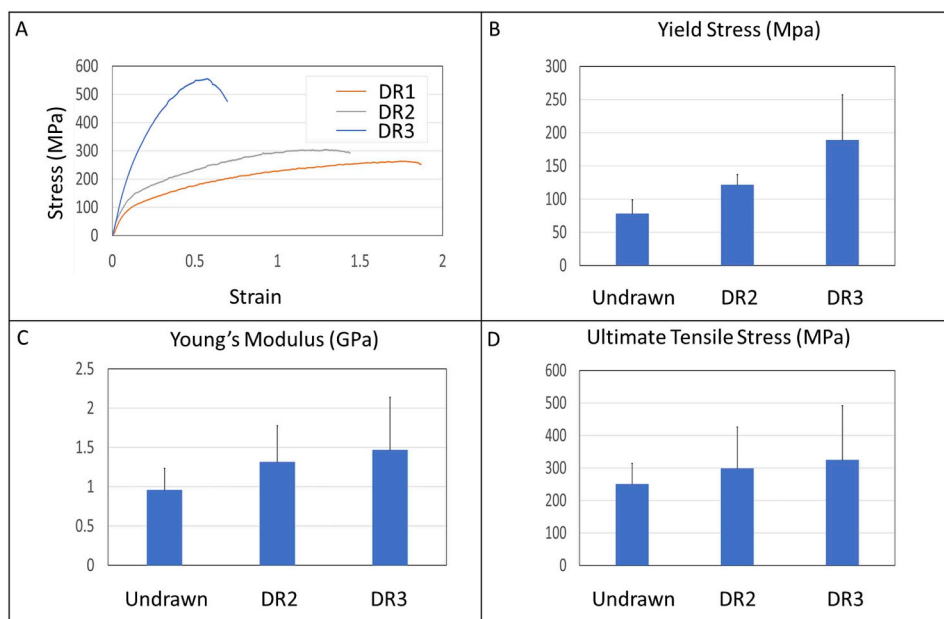 A
600
500
400
300
200
100
0
Stress (MPa)
DR1
DR2
DR3
0
0.5
1
1.5
2
Strain
B
Yield Stress (Mpa)
300
250
200
150
100
50
0
Undrawn
DR2
DR3
C
Young's Modulus (GPa)
2.5
2
1.5
1
0.5
0
Undrawn
DR2
DR3
D
Ultimate Tensile Stress (MPa)
600
500
400
300
200
100
0
Undrawn
DR2
DR3